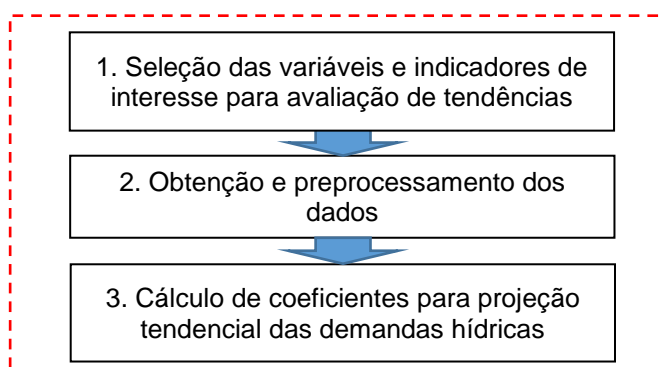 1. Seleção das variáveis e indicadores de
interesse para avaliação de tendências
2. Obtenção e preprocessamento dos
dados
3. Cálculo de coeficientes para projeção
tendencial das demandas hídricas